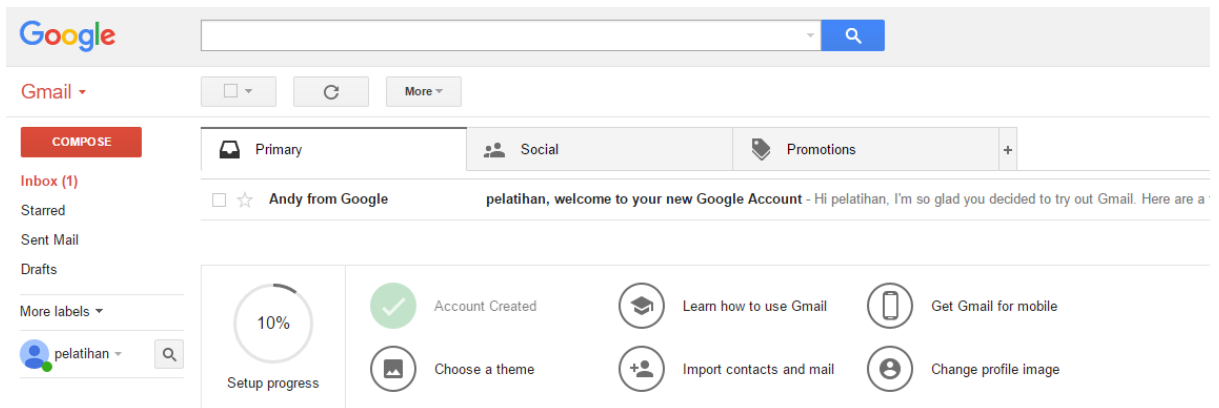 Google
Gmail
More
COMPOSE
Primary
Social
Promotions
+
Inbox (1)
Starred
Sent Mail
Drafts
More labels
pelatihan
Andy from Google
pelatihan, welcome to your new Google Account - Hi pelatihan, I'm so glad you decided to try out Gmail. Here are a
10%
Setup progress
Account Created
Learn how to use Gmail
Get Gmail for mobile
Choose a theme
Import contacts and mail
Change profile image